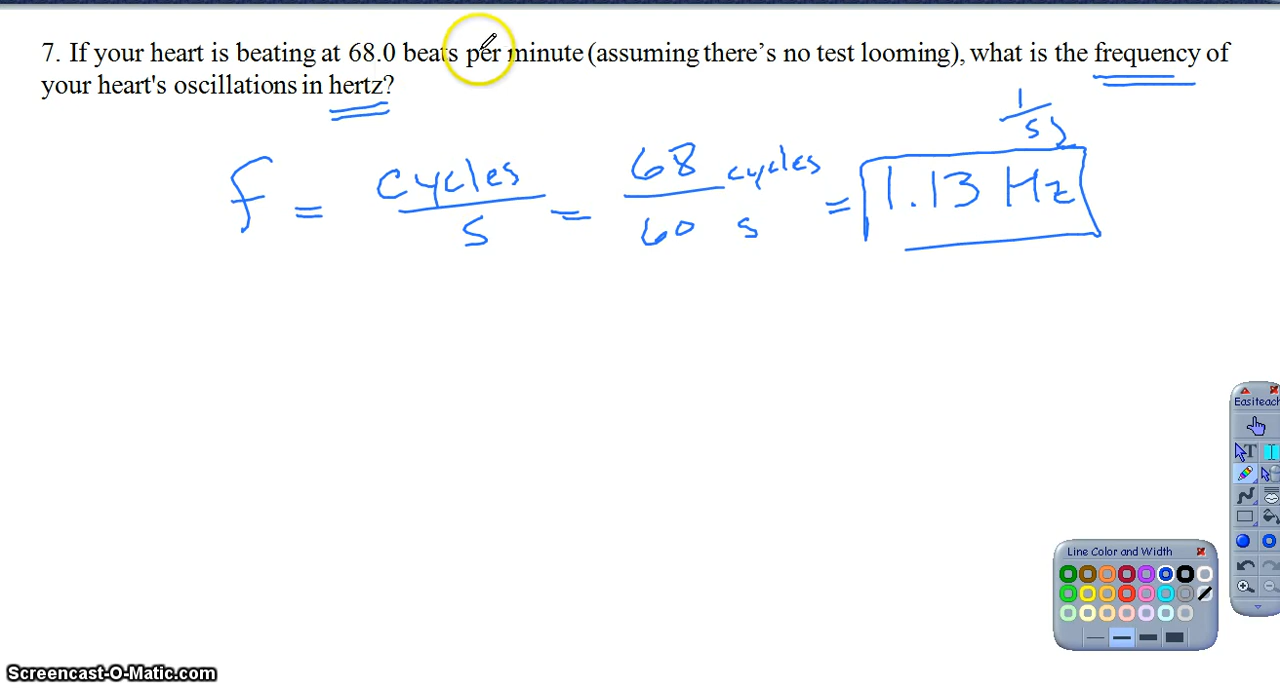 7. If your heart is beating at 68.0 beats per minute (assuming there's no test looming), what is the frequency of
your heart's oscillations in hertz?
1/s
f = cycles/s = 68 cycles/60 s = 1.13 Hz
Easiteach
Line Color and Width
Screencast-O-Matic.com